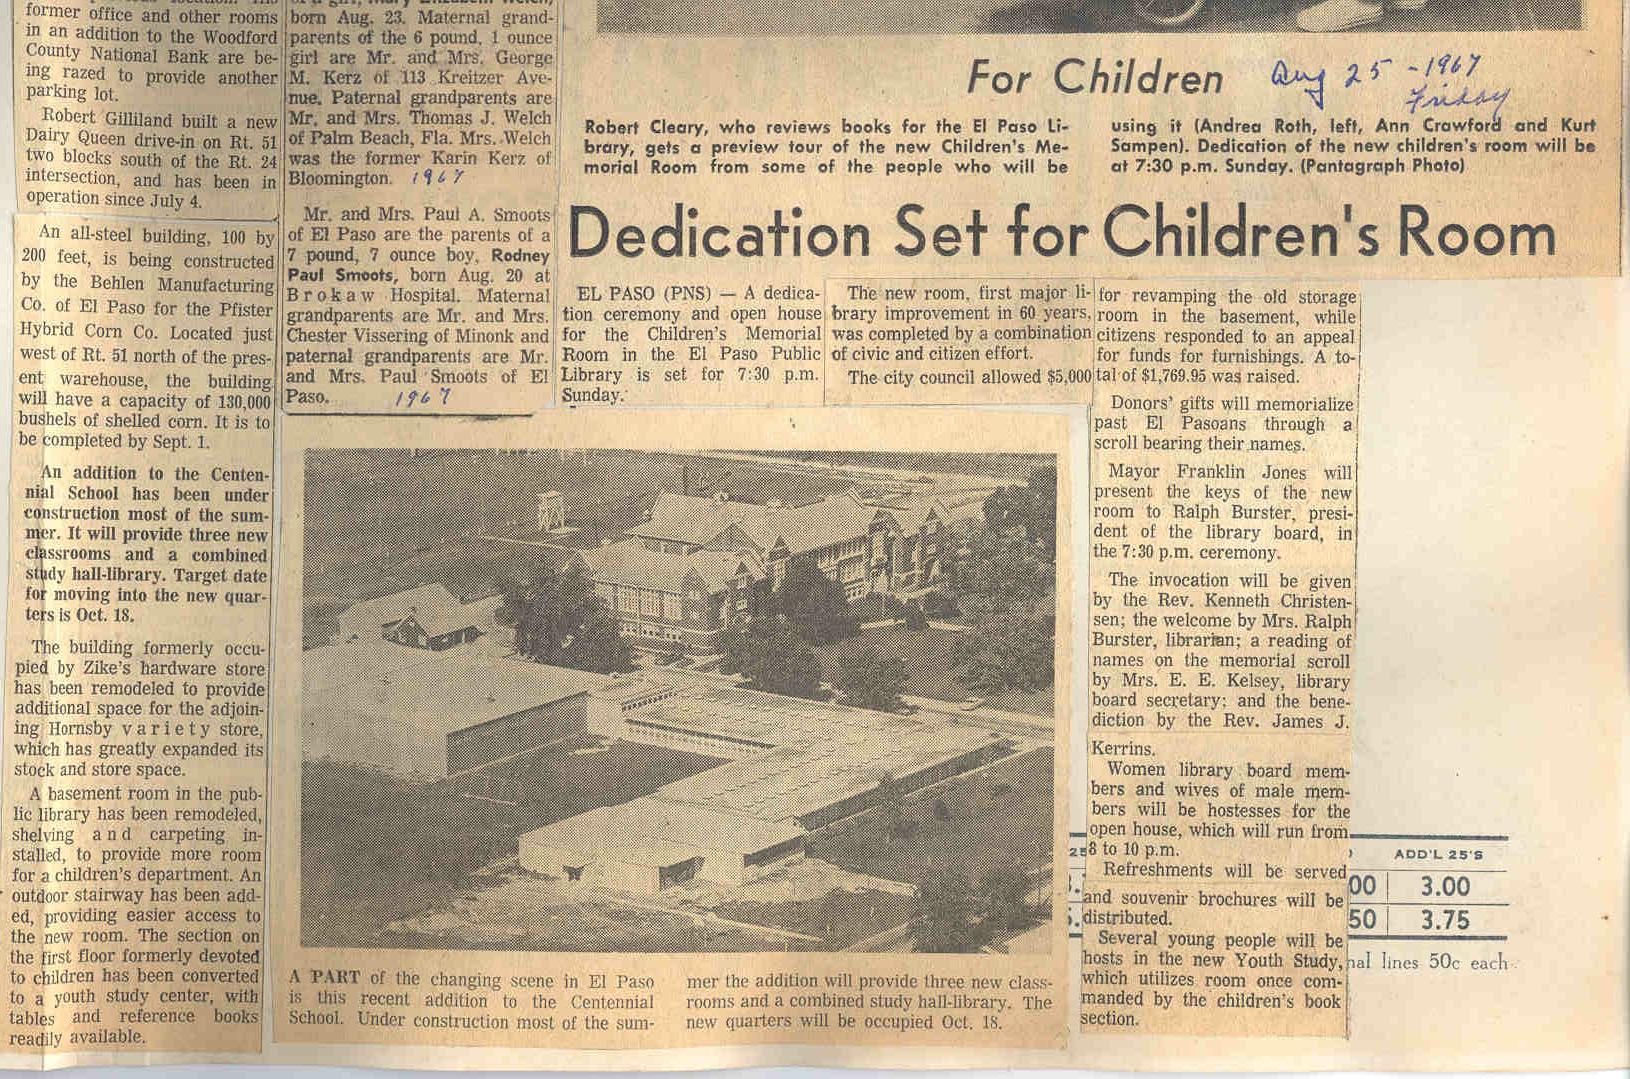 former office and other rooms
in an addition to the Woodford
County National Bank are be-
ing razed to provide another
parking lot.
Robert Gilliland built a new
Dairy Queen drive-in on Rt. 51
two blocks south of the Rt. 24
intersection, and has been in
operation since July 4.
An all-steel building, 100 by
200 feet, is being constructed
by the Behlen Manufacturing
Co. of El Paso for the Pfister
Hybrid Corn Co. Located just
west of Rt. 51 north of the pres-
ent warehouse, the building
will have a capacity of 130,000
bushels of shelled corn. It is to
be completed by Sept. 1.
An addition to the Centen-
nial School has been under
construction most of the sum-
mer. It will provide three new
classrooms and a combined
study hall-library. Target date
for moving into the new quar-
ters is Oct. 18.
The building formerly occu-
pied by Zike's hardware store
has been remodeled to provide
additional space for the adjoin-
ing Hornsby variety store,
which has greatly expanded its
stock and store space.
A basement room in the pub-
lic library has been remodeled,
shelving and carpeting in-
stalled, to provide more room
for a children's department. An
outdoor stairway has been add-
ed, providing easier access to
the new room. The section on
the first floor formerly devoted
to children has been converted
to a youth study center, with
tables and reference books
readily available.
born Aug. 23. Maternal grand-
parents of the 6 pound, 1 ounce
girl are Mr. and Mrs. George
M. Kerz of 113 Kreitzer Ave-
nue. Paternal grandparents are
Mr. and Mrs. Thomas J. Welch
of Palm Beach, Fla. Mrs. Welch
was the former Karin Kerz of
Bloomington. 1967
Mr. and Mrs. Paul A. Smoots
of El Paso are the parents of a
7 pound, 7 ounce boy, Rodney
Paul Smoots, born Aug. 20 at
Brokaw Hospital. Maternal
grandparents are Mr. and Mrs.
Chester Vissering of Minonk and
paternal grandparents are Mr.
and Mrs. Paul Smoots of El
Paso. 1967
For Children
Aug 25 - 1967
Friday
Robert Cleary, who reviews books for the El Paso Li-
brary, gets a preview tour of the new Children's Me-
morial Room from some of the people who will be
using it (Andrea Roth, left, Ann Crawford and Kurt
Sampen). Dedication of the new children's room will be
at 7:30 p.m. Sunday. (Pantagraph Photo)
Dedication Set for Children's Room
EL PASO (PNS) — A dedica-
tion ceremony and open house
for the Children's Memorial
Room in the El Paso Public
Library is set for 7:30 p.m.
Sunday.
The new room, first major li-
brary improvement in 60 years,
was completed by a combination
of civic and citizen effort.
The city council allowed $5,000
for revamping the old storage
room in the basement, while
citizens responded to an appeal
for funds for furnishings. A to-
tal of $1,769.95 was raised.
Donors' gifts will memorialize
past El Pasoans through a
scroll bearing their names.
Mayor Franklin Jones will
present the keys of the new
room to Ralph Burster, presi-
dent of the library board, in
the 7:30 p.m. ceremony.
The invocation will be given
by the Rev. Kenneth Christen-
sen; the welcome by Mrs. Ralph
Burster, librarian; a reading of
names on the memorial scroll
by Mrs. E. E. Kelsey, library
board secretary; and the bene-
diction by the Rev. James J.
Kerrins.
Women library board mem-
bers and wives of male mem-
bers will be hostesses for the
open house, which will run from
8 to 10 p.m.
Refreshments will be served
and souvenir brochures will be
distributed.
Several young people will be
hosts in the new Youth Study,
which utilizes room once com-
manded by the children's book
section.
A PART of the changing scene in El Paso
is this recent addition to the Centennial
School. Under construction most of the sum-
mer the addition will provide three new class-
rooms and a combined study hall-library. The
new quarters will be occupied Oct. 18.
ADD'L 25'S
00 3.00
50 3.75
nal lines 50c each